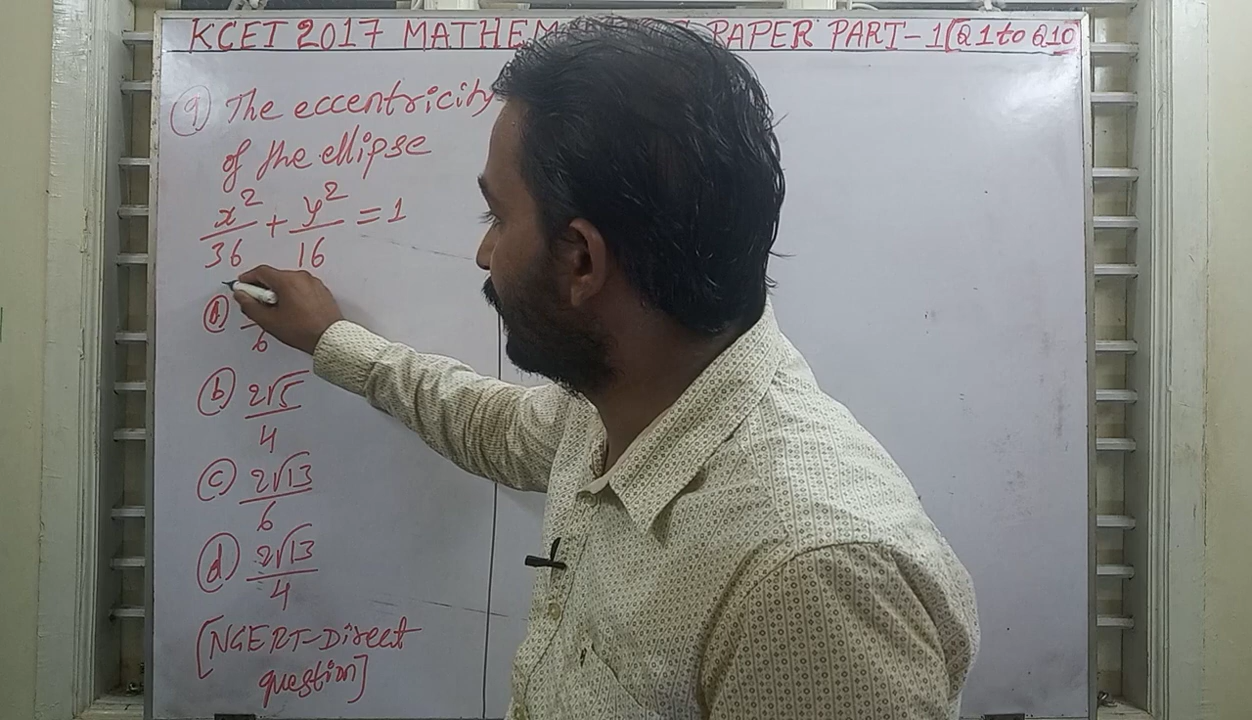 KCET 2017 MATHEM PAPER PART-1[Q1 to Q10
(9) The eccentricity
of the ellipse
x²/36 + y²/16 = 1
(a) /6
(b) 2√5/4
(c) 2√13/6
(d) 2√13/4
[NCERT-Direct
question]